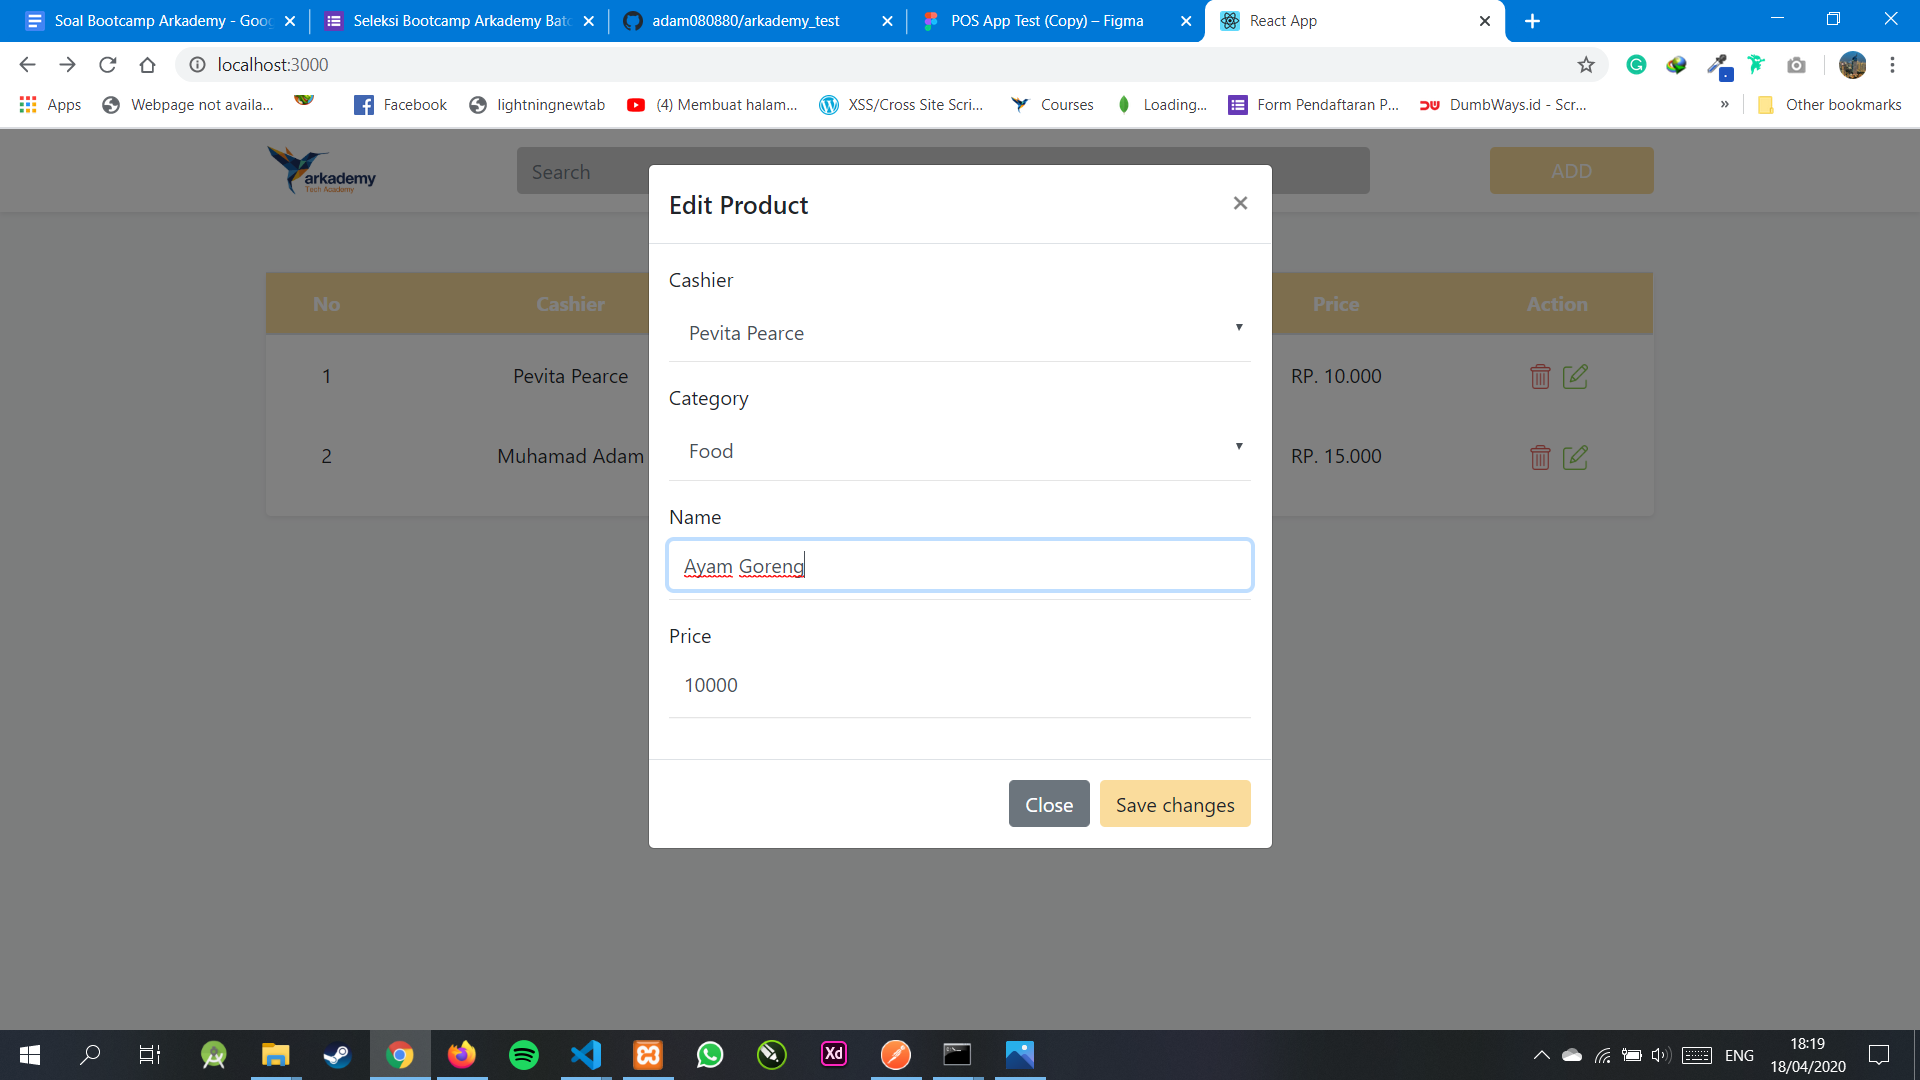 Soal Bootcamp Arkademy - Goog
Seleksi Bootcamp Arkademy Batc
adam080880/arkademy_test
POS App Test (Copy) – Figma
React App
localhost:3000
Apps
Webpage not availa...
Facebook
lightningnewtab
(4) Membuat halam...
XSS/Cross Site Scri...
Courses
Loading...
Form Pendaftaran P...
DumbWays.id - Scr...
»
Other bookmarks
arkademy
Tech Academy
Search
ADD
Edit Product
×
No
Cashier
Price
Action
1
Pevita Pearce
RP. 10.000
2
Muhamad Adam
RP. 15.000
Cashier
Pevita Pearce
Category
Food
Name
Ayam Goreng
Price
10000
Close
Save changes
Xd
ENG
18:19
18/04/2020